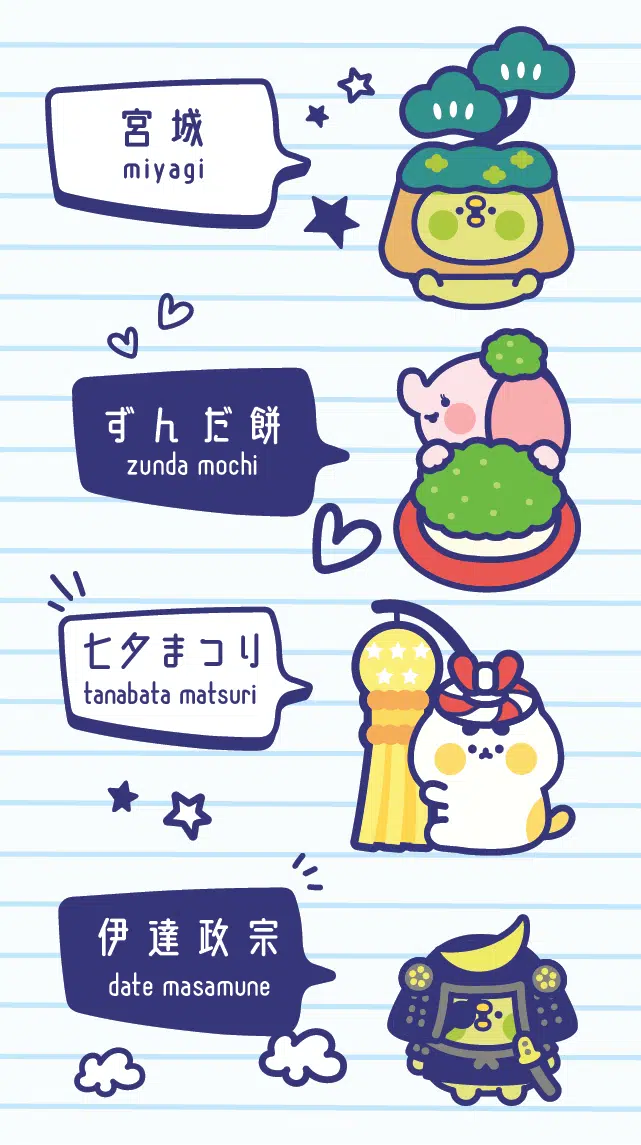 宮城
miyagi
ずんだ餅
zunda mochi
七夕まつり
tanabata matsuri
伊達政宗
date masamune